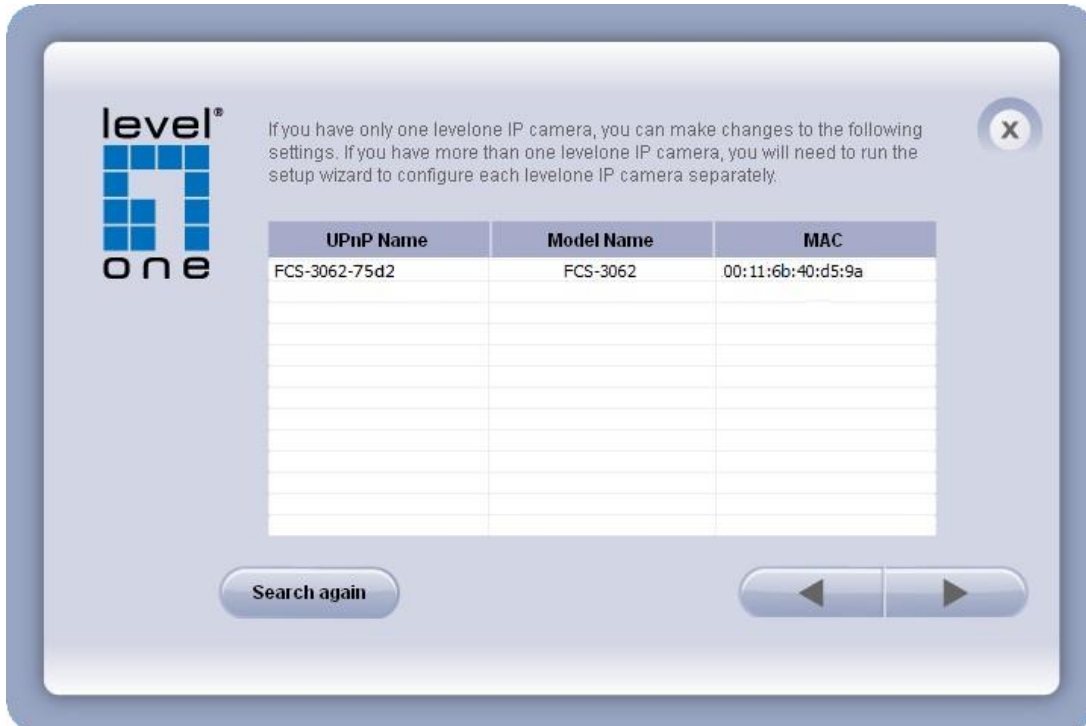 level®
one
If you have only one levelone IP camera, you can make changes to the following
settings. If you have more than one levelone IP camera, you will need to run the
setup wizard to configure each levelone IP camera separately.
X
UPnP Name Model Name MAC
FCS-3062-75d2 FCS-3062 00:11:6b:40:d5:9a
Search again